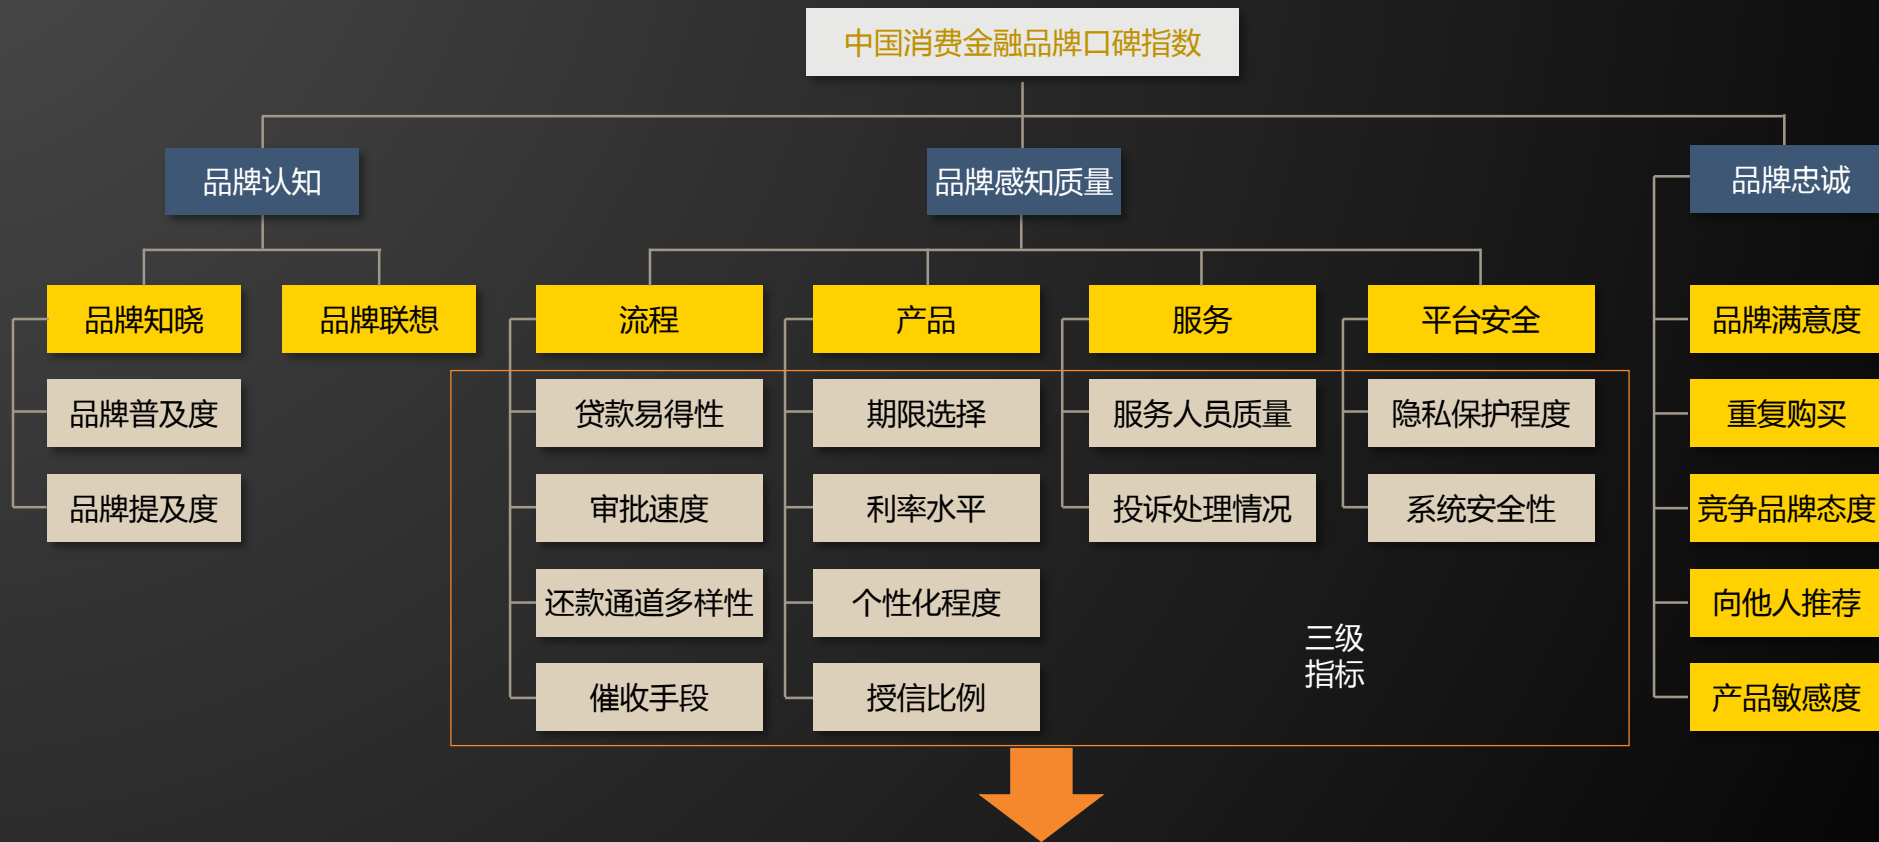 中国消费金融品牌口碑指数
品牌认知
品牌感知质量
品牌忠诚
品牌知晓
品牌联想
流程
产品
服务
平台安全
品牌满意度
品牌普及度
贷款易得性
期限选择
服务人员质量
隐私保护程度
重复购买
品牌提及度
审批速度
利率水平
投诉处理情况
系统安全性
竞争品牌态度
还款通道多样性
个性化程度
向他人推荐
三级
指标
催收手段
授信比例
产品敏感度